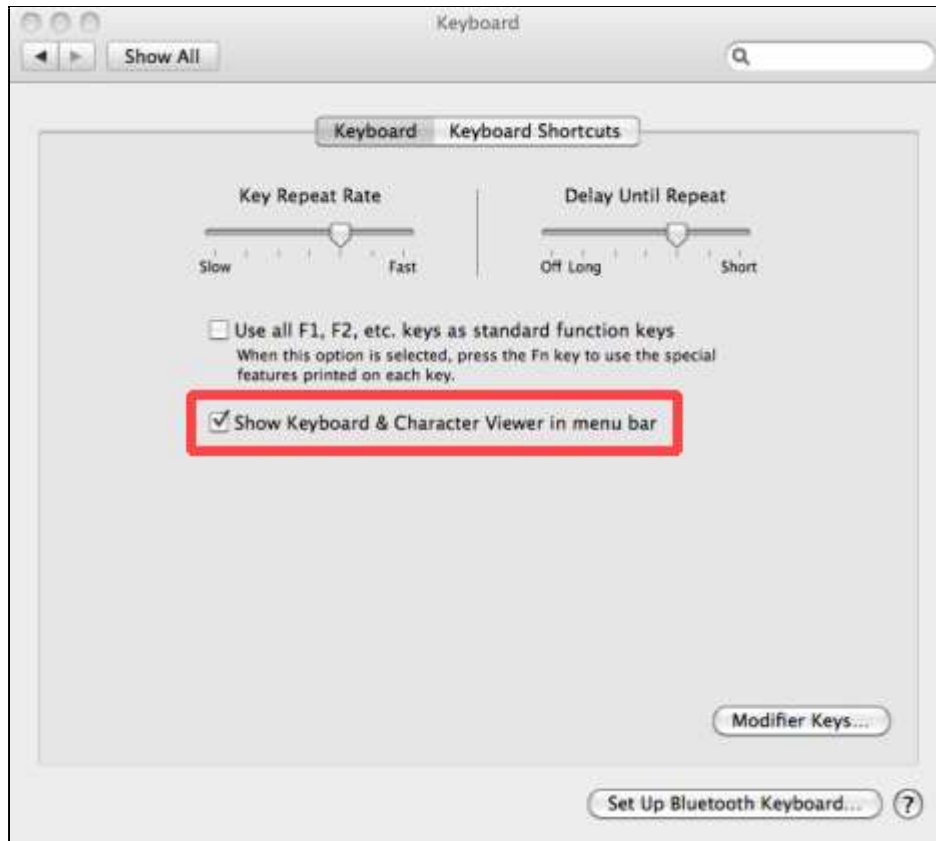 Keyboard
Show All
Keyboard Keyboard Shortcuts
Key Repeat Rate Delay Until Repeat
Slow Fast Off Long Short
Use all F1, F2, etc. keys as standard function keys
When this option is selected, press the Fn key to use the special
features printed on each key.
Show Keyboard & Character Viewer in menu bar
Modifier Keys...
Set Up Bluetooth Keyboard... ?